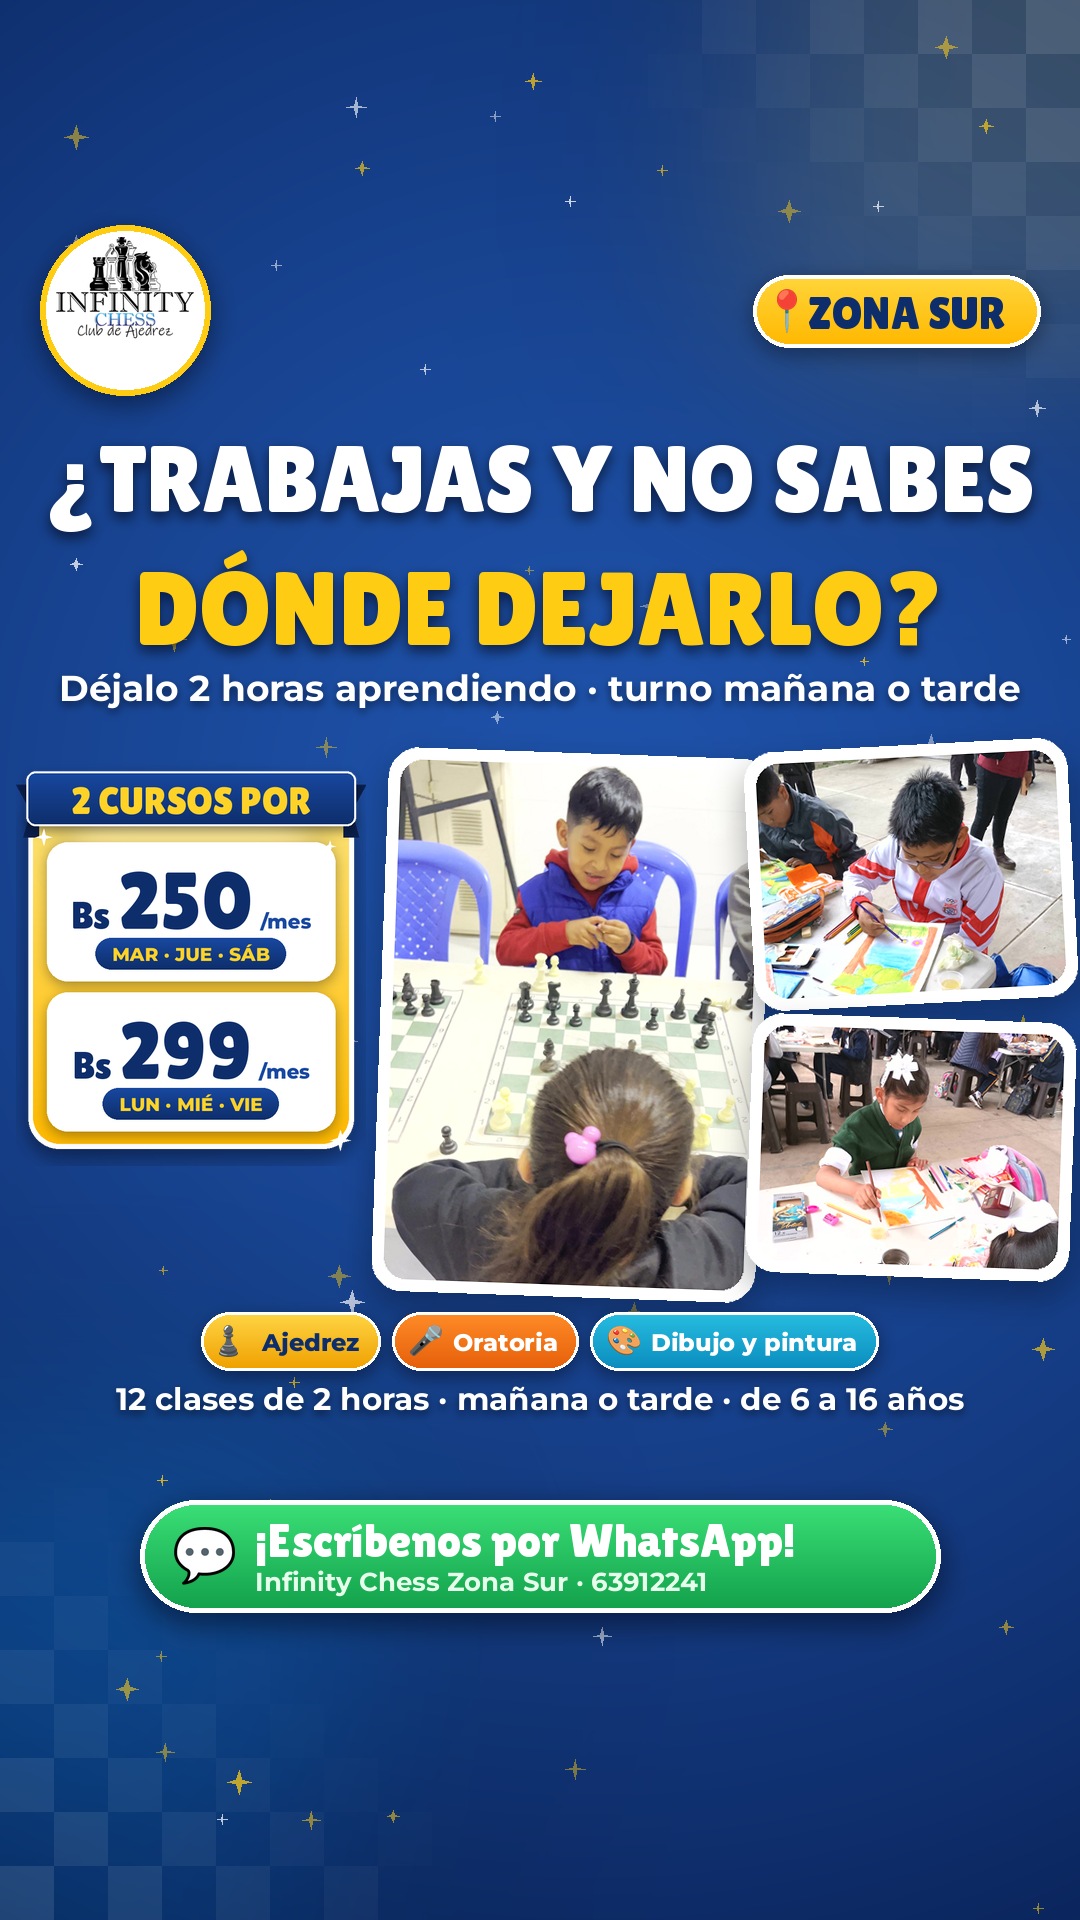 INFINITY
CHESS
Club de Ajedrez
ZONA SUR
¿TRABAJAS Y NO SABES
DÓNDE DEJARLO?
Déjalo 2 horas aprendiendo · turno mañana o tarde
2 CURSOS POR
Bs 250 /mes
MAR · JUE · SÁB
Bs 299 /mes
LUN · MIÉ · VIE
Ajedrez
Oratoria
Dibujo y pintura
12 clases de 2 horas · mañana o tarde · de 6 a 16 años
¡Escríbenos por WhatsApp!
Infinity Chess Zona Sur · 63912241